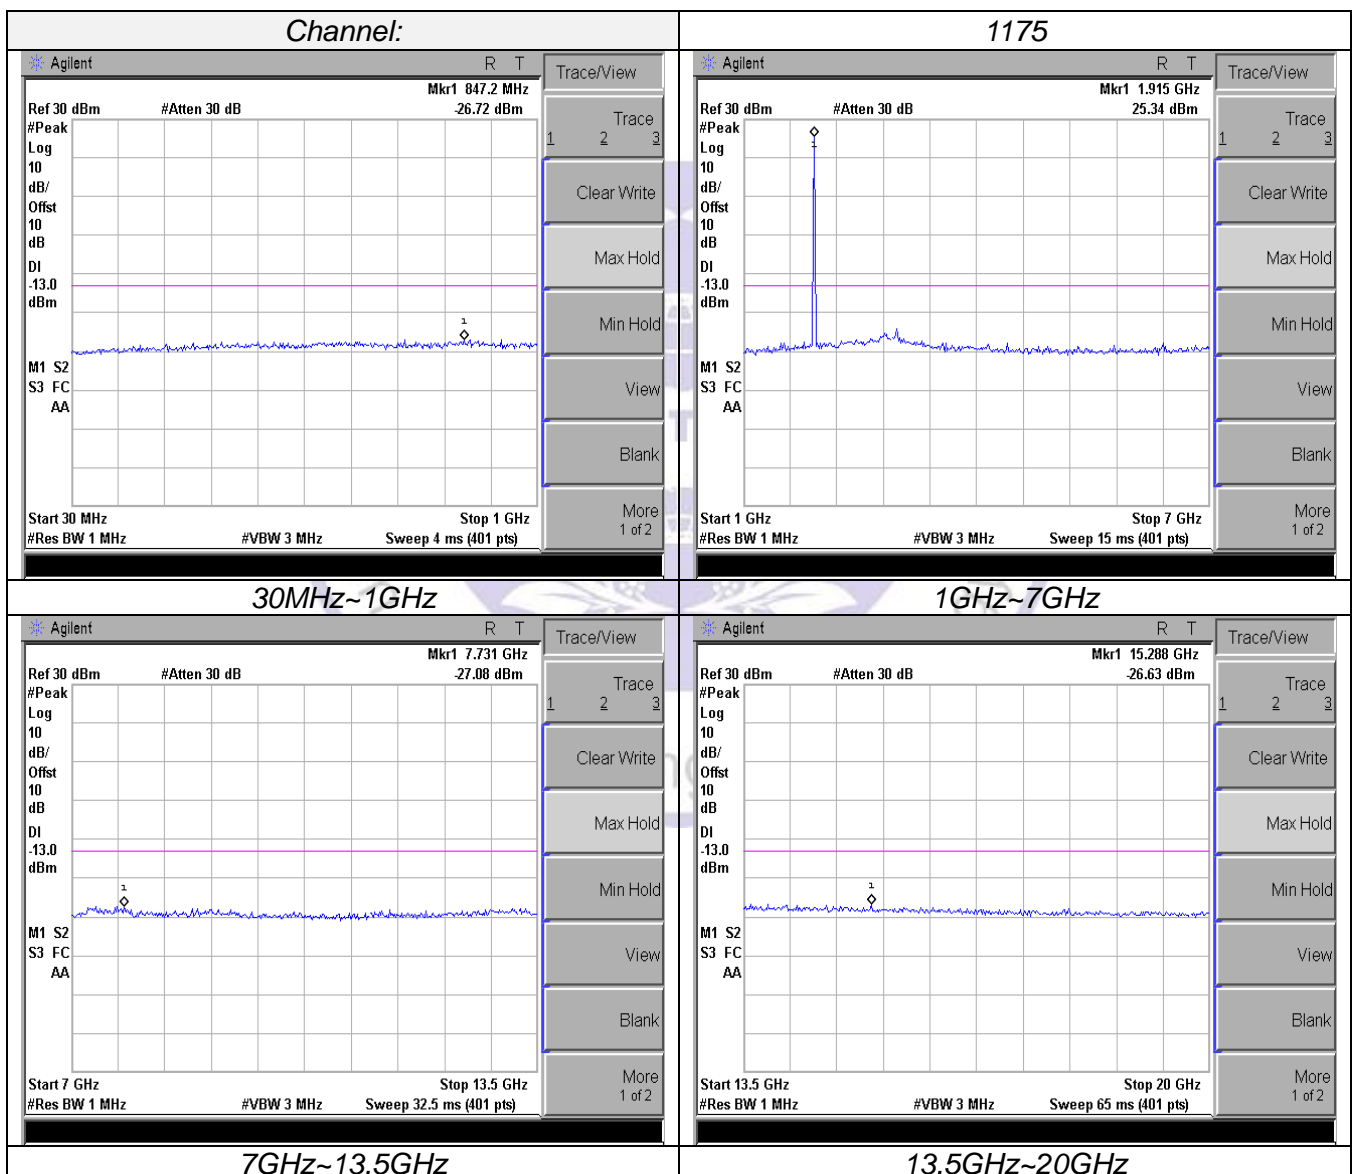 Channel:
1175
Agilent R T
Trace/View
Mkr1 847.2 MHz
Ref 30 dBm #Atten 30 dB -26.72 dBm
#Peak
Log
10
dB/
Offst
10
dB
DI
-13.0
dBm
M1 S2
S3 FC
AA
1
Start 30 MHz Stop 1 GHz
#Res BW 1 MHz #VBW 3 MHz Sweep 4 ms (401 pts)
Trace
1 2 3
Clear Write
Max Hold
Min Hold
View
Blank
More
1 of 2
Agilent R T
Trace/View
Mkr1 1.915 GHz
Ref 30 dBm #Atten 30 dB 25.34 dBm
#Peak
Log
10
dB/
Offst
10
dB
DI
-13.0
dBm
M1 S2
S3 FC
AA
1
Start 1 GHz Stop 7 GHz
#Res BW 1 MHz #VBW 3 MHz Sweep 15 ms (401 pts)
Trace
1 2 3
Clear Write
Max Hold
Min Hold
View
Blank
More
1 of 2
30MHz~1GHz
1GHz~7GHz
Agilent R T
Trace/View
Mkr1 7.731 GHz
Ref 30 dBm #Atten 30 dB -27.08 dBm
#Peak
Log
10
dB/
Offst
10
dB
DI
-13.0
dBm
M1 S2
S3 FC
AA
1
Start 7 GHz Stop 13.5 GHz
#Res BW 1 MHz #VBW 3 MHz Sweep 32.5 ms (401 pts)
Trace
1 2 3
Clear Write
Max Hold
Min Hold
View
Blank
More
1 of 2
Agilent R T
Trace/View
Mkr1 15.288 GHz
Ref 30 dBm #Atten 30 dB -26.63 dBm
#Peak
Log
10
dB/
Offst
10
dB
DI
-13.0
dBm
M1 S2
S3 FC
AA
1
Start 13.5 GHz Stop 20 GHz
#Res BW 1 MHz #VBW 3 MHz Sweep 65 ms (401 pts)
Trace
1 2 3
Clear Write
Max Hold
Min Hold
View
Blank
More
1 of 2
7GHz~13.5GHz
13.5GHz~20GHz